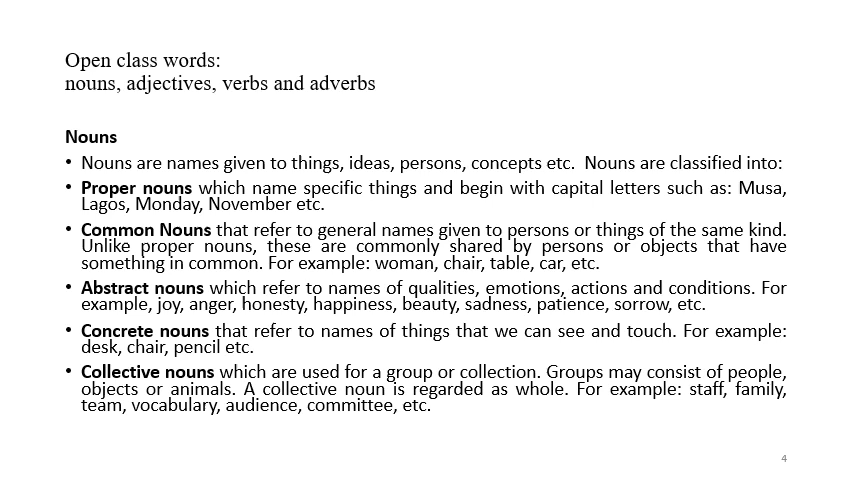 Open class words:
nouns, adjectives, verbs and adverbs
Nouns
• Nouns are names given to things, ideas, persons, concepts etc.  Nouns are classified into:
• Proper nouns which name specific things and begin with capital letters such as: Musa,
Lagos, Monday, November etc.
• Common Nouns that refer to general names given to persons or things of the same kind.
Unlike proper nouns, these are commonly shared by persons or objects that have
something in common. For example: woman, chair, table, car, etc.
• Abstract nouns which refer to names of qualities, emotions, actions and conditions. For
example, joy, anger, honesty, happiness, beauty, sadness, patience, sorrow, etc.
• Concrete nouns that refer to names of things that we can see and touch. For example:
desk, chair, pencil etc.
• Collective nouns which are used for a group or collection. Groups may consist of people,
objects or animals. A collective noun is regarded as whole. For example: staff, family,
team, vocabulary, audience, committee, etc.
4